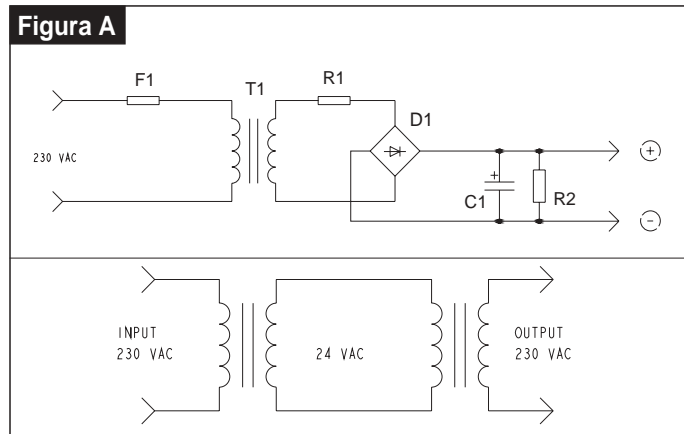 Figura A
F1
T1
R1
D1
230 VAC
+
+
C1
R2
-
INPUT
230 VAC
24 VAC
OUTPUT
230 VAC